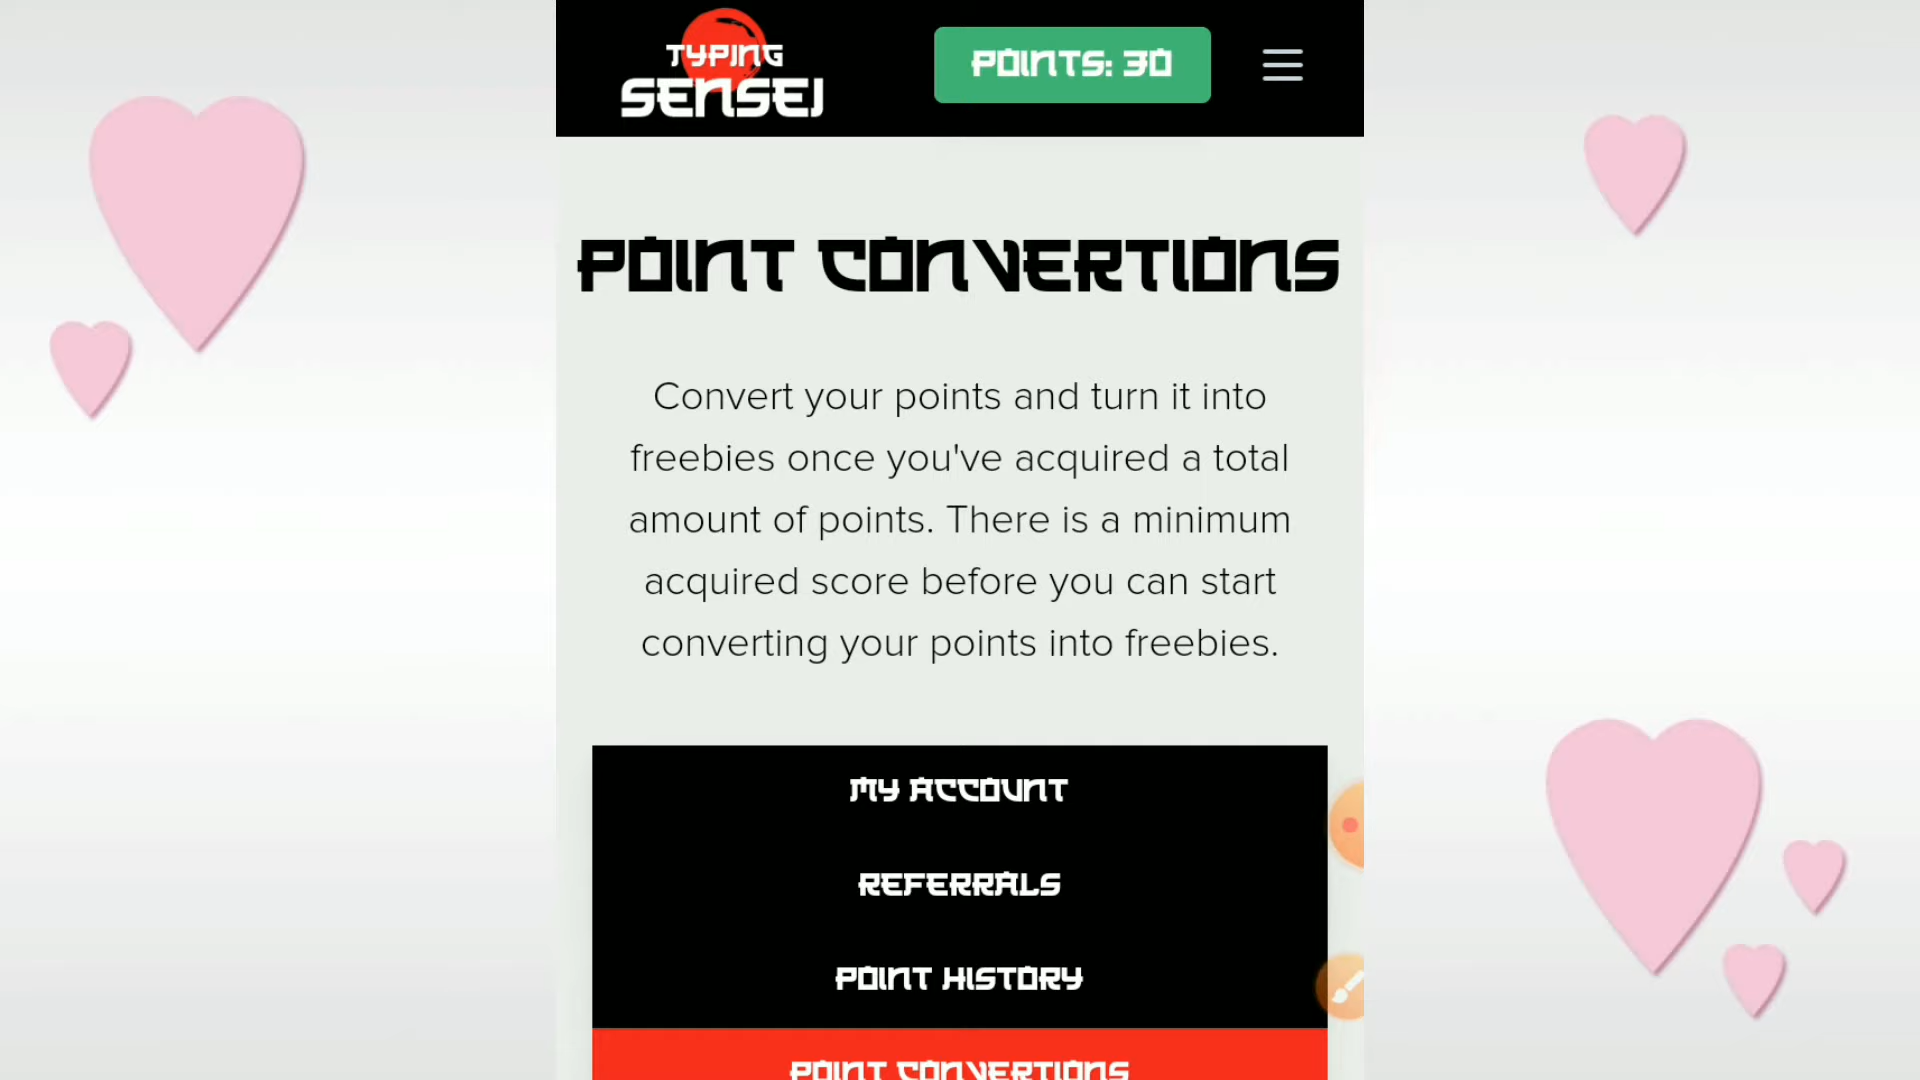 TYPING
SENSEI
POINTS: 30
POINT CONVERTIONS
Convert your points and turn it into
freebies once you've acquired a total
amount of points. There is a minimum
acquired score before you can start
converting your points into freebies.
MY ACCOUNT
REFERRALS
POINT HISTORY
POINT CONVERTIONS